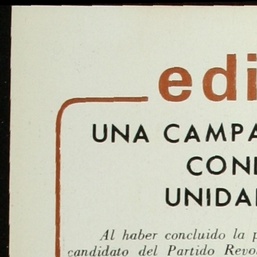 edi
UNA CAMPA
CON
UNIDA
Al haber concluido la p
candidato del Partido Revo